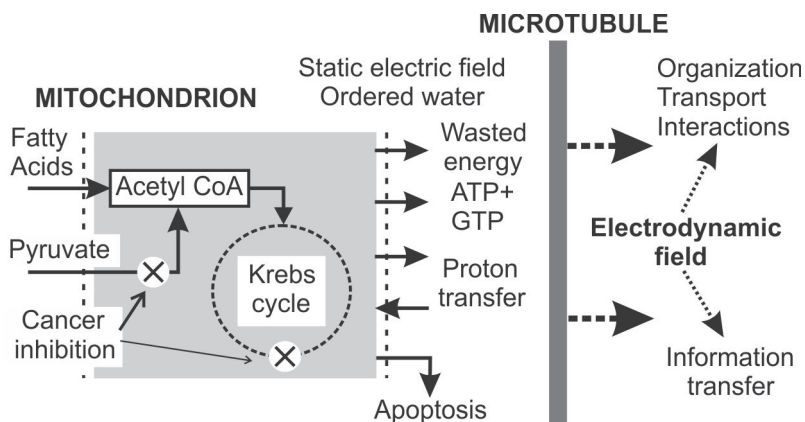 MICROTUBULE
Static electric field
Ordered water
MITOCHONDRION
Fatty
Acids
Acetyl CoA
Pyruvate
Krebs
cycle
Cancer
inhibition
Wasted
energy
ATP+
GTP
Proton
transfer
Apoptosis
Organization
Transport
Interactions
Electrodynamic
field
Information
transfer